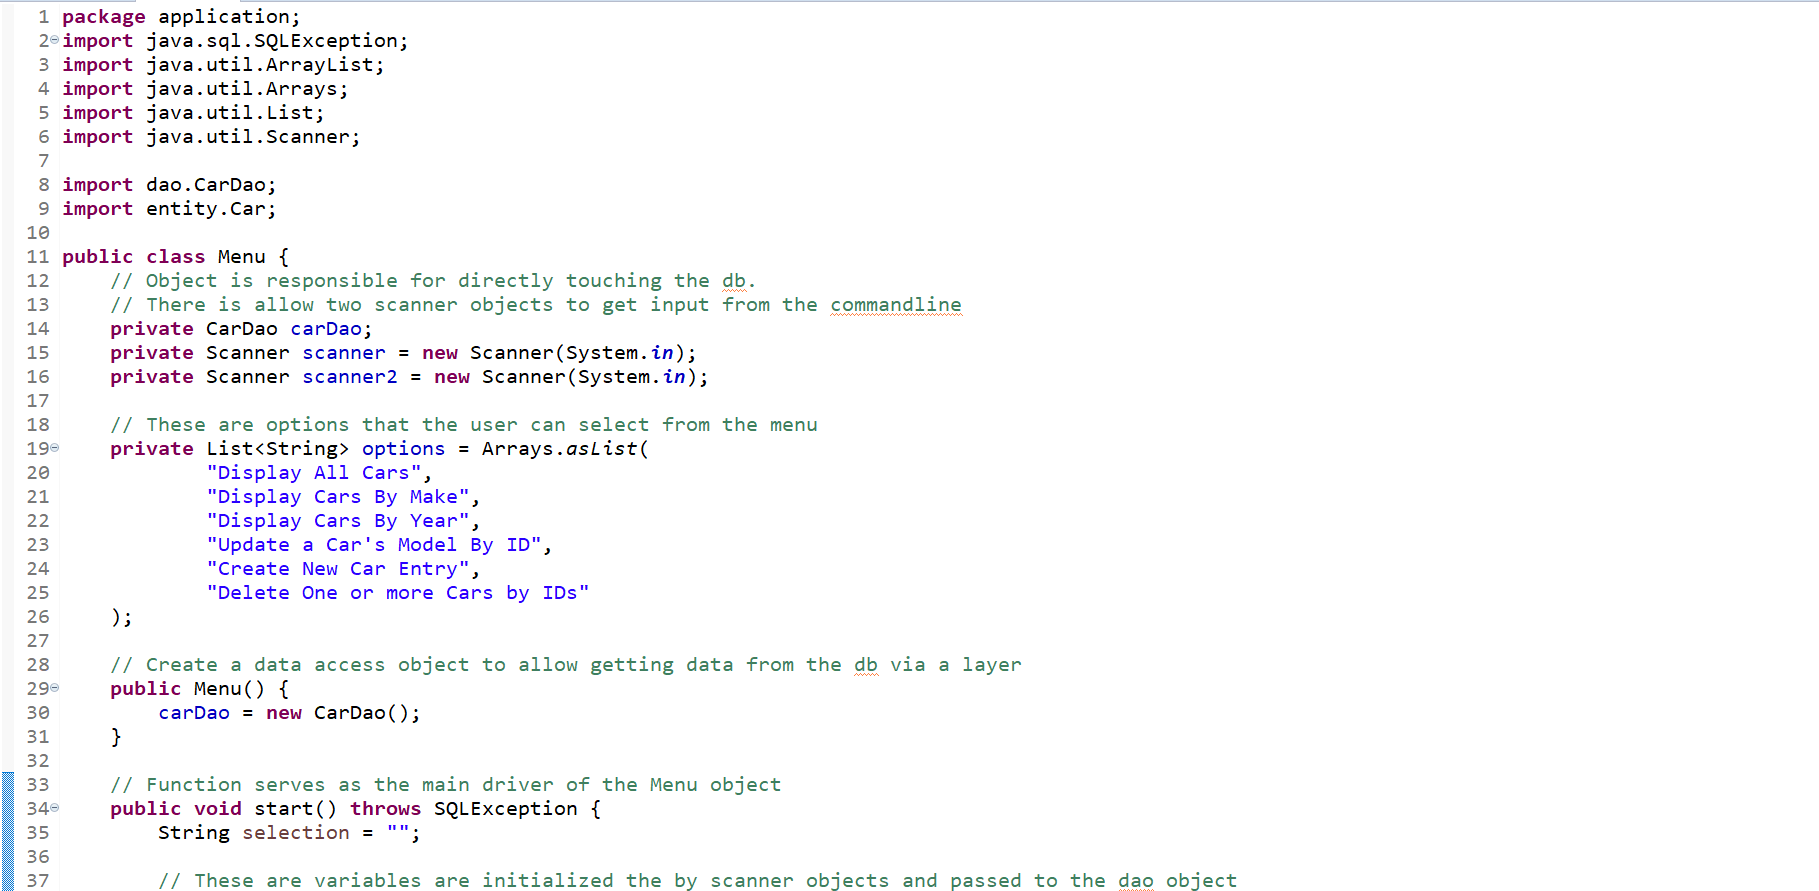 1 package application;
2 import java.sql.SQLException;
3 import java.util.ArrayList;
4 import java.util.Arrays;
5 import java.util.List;
6 import java.util.Scanner;
7
8 import dao.CarDao;
9 import entity.Car;
10
11 public class Menu {
12     // Object is responsible for directly touching the db.
13     // There is allow two scanner objects to get input from the commandline
14     private CarDao carDao;
15     private Scanner scanner = new Scanner(System.in);
16     private Scanner scanner2 = new Scanner(System.in);
17
18     // These are options that the user can select from the menu
19     private List<String> options = Arrays.asList(
20             "Display All Cars",
21             "Display Cars By Make",
22             "Display Cars By Year",
23             "Update a Car's Model By ID",
24             "Create New Car Entry",
25             "Delete One or more Cars by IDs"
26     );
27
28     // Create a data access object to allow getting data from the db via a layer
29     public Menu() {
30         carDao = new CarDao();
31     }
32
33     // Function serves as the main driver of the Menu object
34     public void start() throws SQLException {
35         String selection = "";
36
37         // These are variables are initialized the by scanner objects and passed to the dao object